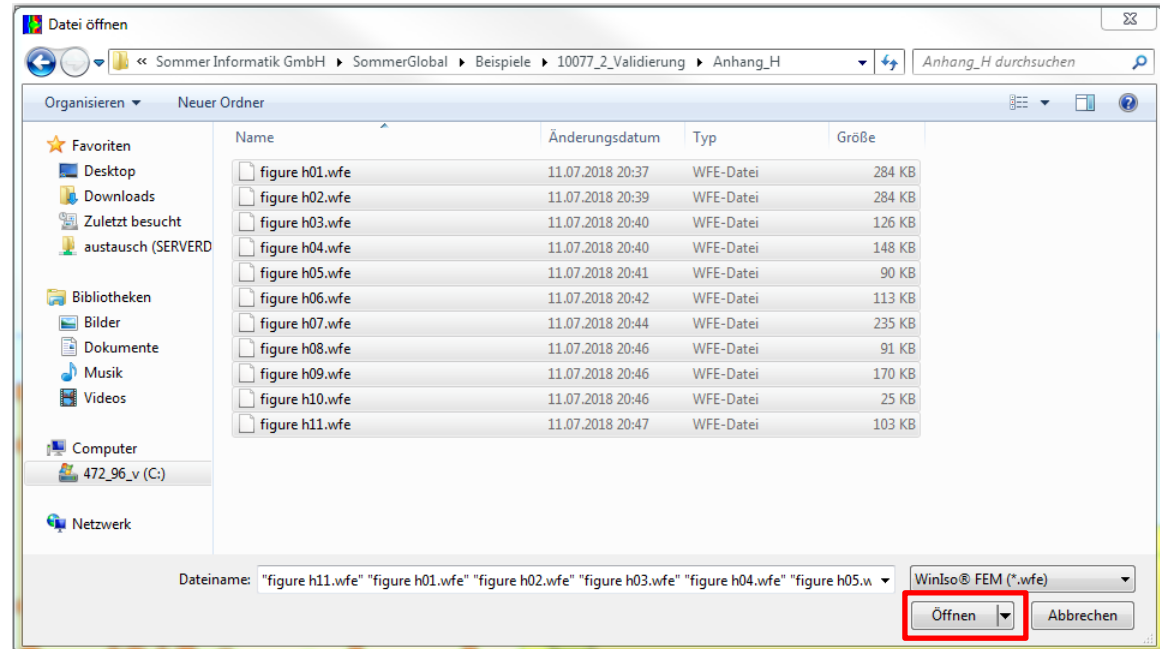 Datei öffnen
« Sommer Informatik GmbH ▸ SommerGlobal ▸ Beispiele ▸ 10077_2_Validierung ▸ Anhang_H
Anhang_H durchsuchen
Organisieren Neuer Ordner
Name Änderungsdatum Typ Größe
Favoriten
Desktop
Downloads
Zuletzt besucht
austausch (SERVERD
Bibliotheken
Bilder
Dokumente
Musik
Videos
Computer
472_96_v (C:)
Netzwerk
figure h01.wfe 11.07.2018 20:37 WFE-Datei 284 KB
figure h02.wfe 11.07.2018 20:39 WFE-Datei 284 KB
figure h03.wfe 11.07.2018 20:40 WFE-Datei 126 KB
figure h04.wfe 11.07.2018 20:40 WFE-Datei 148 KB
figure h05.wfe 11.07.2018 20:41 WFE-Datei 90 KB
figure h06.wfe 11.07.2018 20:42 WFE-Datei 113 KB
figure h07.wfe 11.07.2018 20:44 WFE-Datei 235 KB
figure h08.wfe 11.07.2018 20:46 WFE-Datei 91 KB
figure h09.wfe 11.07.2018 20:46 WFE-Datei 170 KB
figure h10.wfe 11.07.2018 20:46 WFE-Datei 25 KB
figure h11.wfe 11.07.2018 20:47 WFE-Datei 103 KB
Dateiname: "figure h11.wfe" "figure h01.wfe" "figure h02.wfe" "figure h03.wfe" "figure h04.wfe" "figure h05.w
WinIso® FEM (*.wfe)
Öffnen Abbrechen